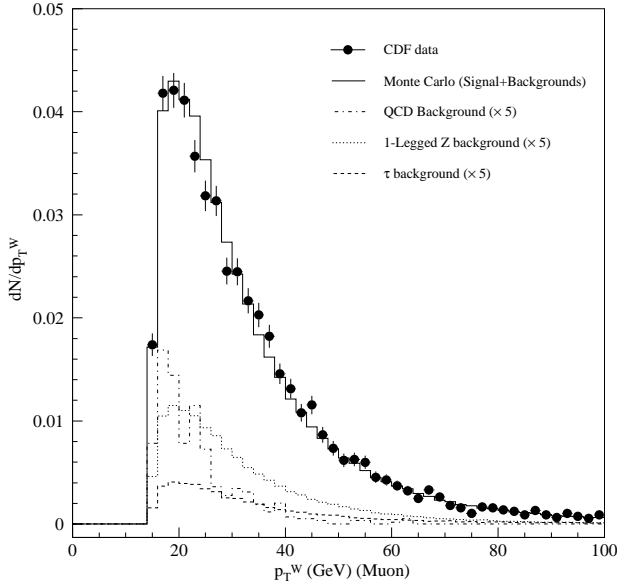 CDF data
Monte Carlo (Signal+Backgrounds)
QCD Background (× 5)
1-Legged Z background (× 5)
τ background (× 5)
dN/dp_T^W
0.05
0.04
0.03
0.02
0.01
0
0 20 40 60 80 100
p_T^W (GeV) (Muon)